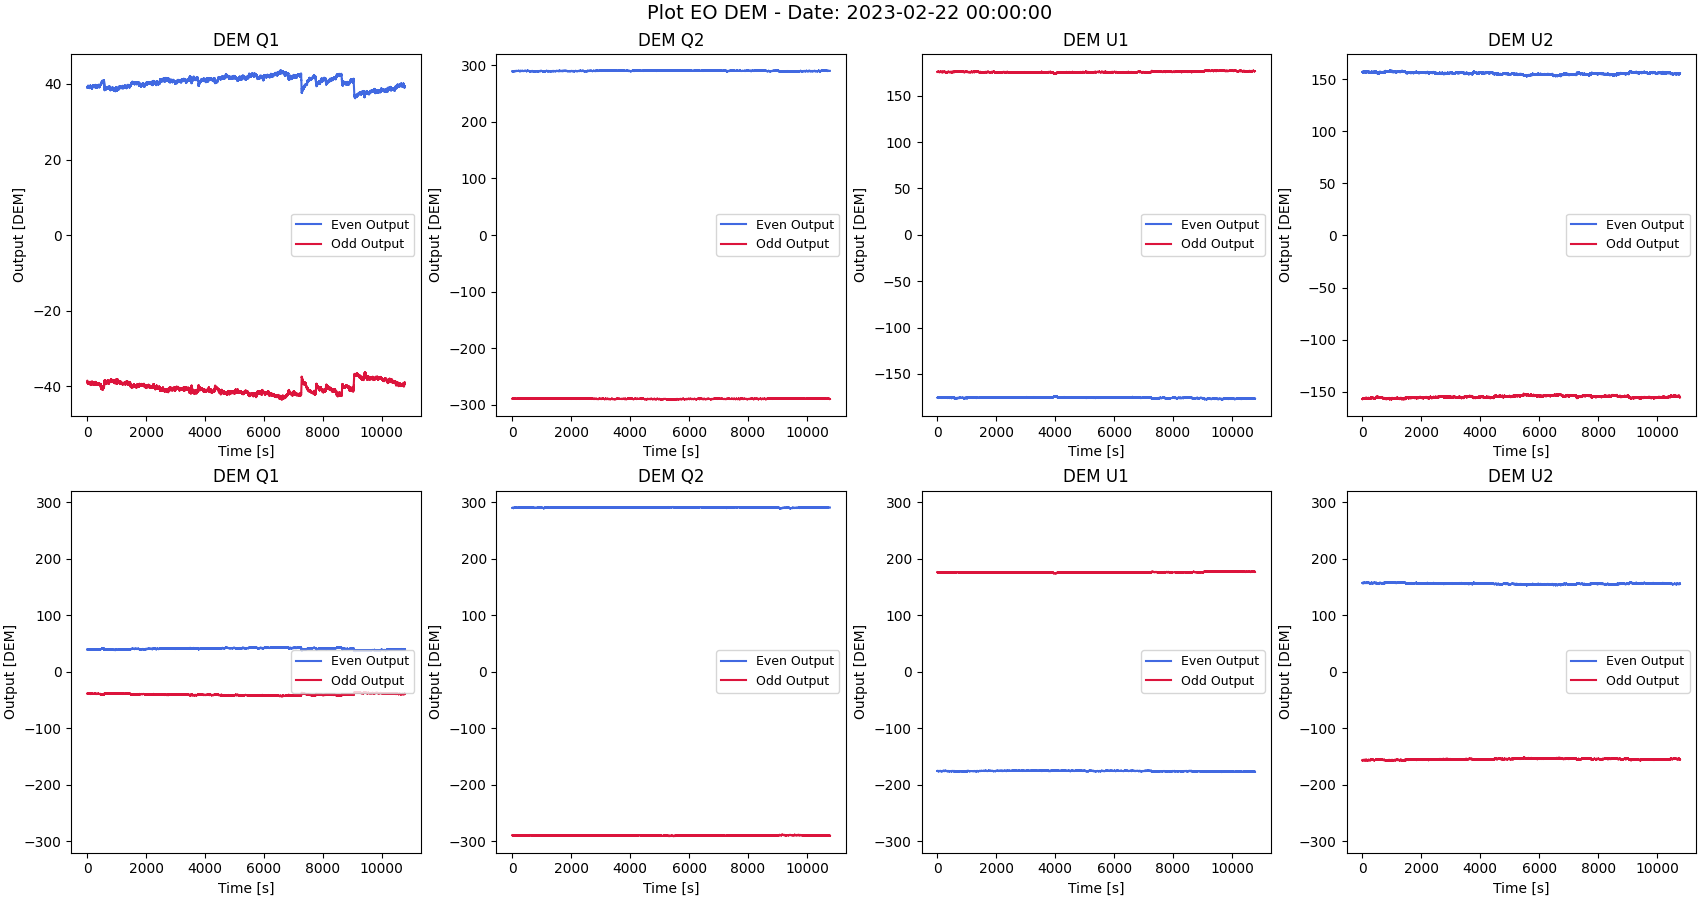 Plot EO DEM - Date: 2023-02-22 00:00:00
DEM Q1
40
20
0
−20
−40
Output [DEM]
Even Output
Odd Output
0 2000 4000 6000 8000 10000
Time [s]
DEM Q2
300
200
100
0
−100
−200
−300
Output [DEM]
Even Output
Odd Output
0 2000 4000 6000 8000 10000
Time [s]
DEM U1
150
100
50
0
−50
−100
−150
Output [DEM]
Even Output
Odd Output
0 2000 4000 6000 8000 10000
Time [s]
DEM U2
150
100
50
0
−50
−100
−150
Output [DEM]
Even Output
Odd Output
0 2000 4000 6000 8000 10000
Time [s]
DEM Q1
300
200
100
0
−100
−200
−300
Output [DEM]
Even Output
Odd Output
0 2000 4000 6000 8000 10000
Time [s]
DEM Q2
300
200
100
0
−100
−200
−300
Output [DEM]
Even Output
Odd Output
0 2000 4000 6000 8000 10000
Time [s]
DEM U1
300
200
100
0
−100
−200
−300
Output [DEM]
Even Output
Odd Output
0 2000 4000 6000 8000 10000
Time [s]
DEM U2
300
200
100
0
−100
−200
−300
Output [DEM]
Even Output
Odd Output
0 2000 4000 6000 8000 10000
Time [s]